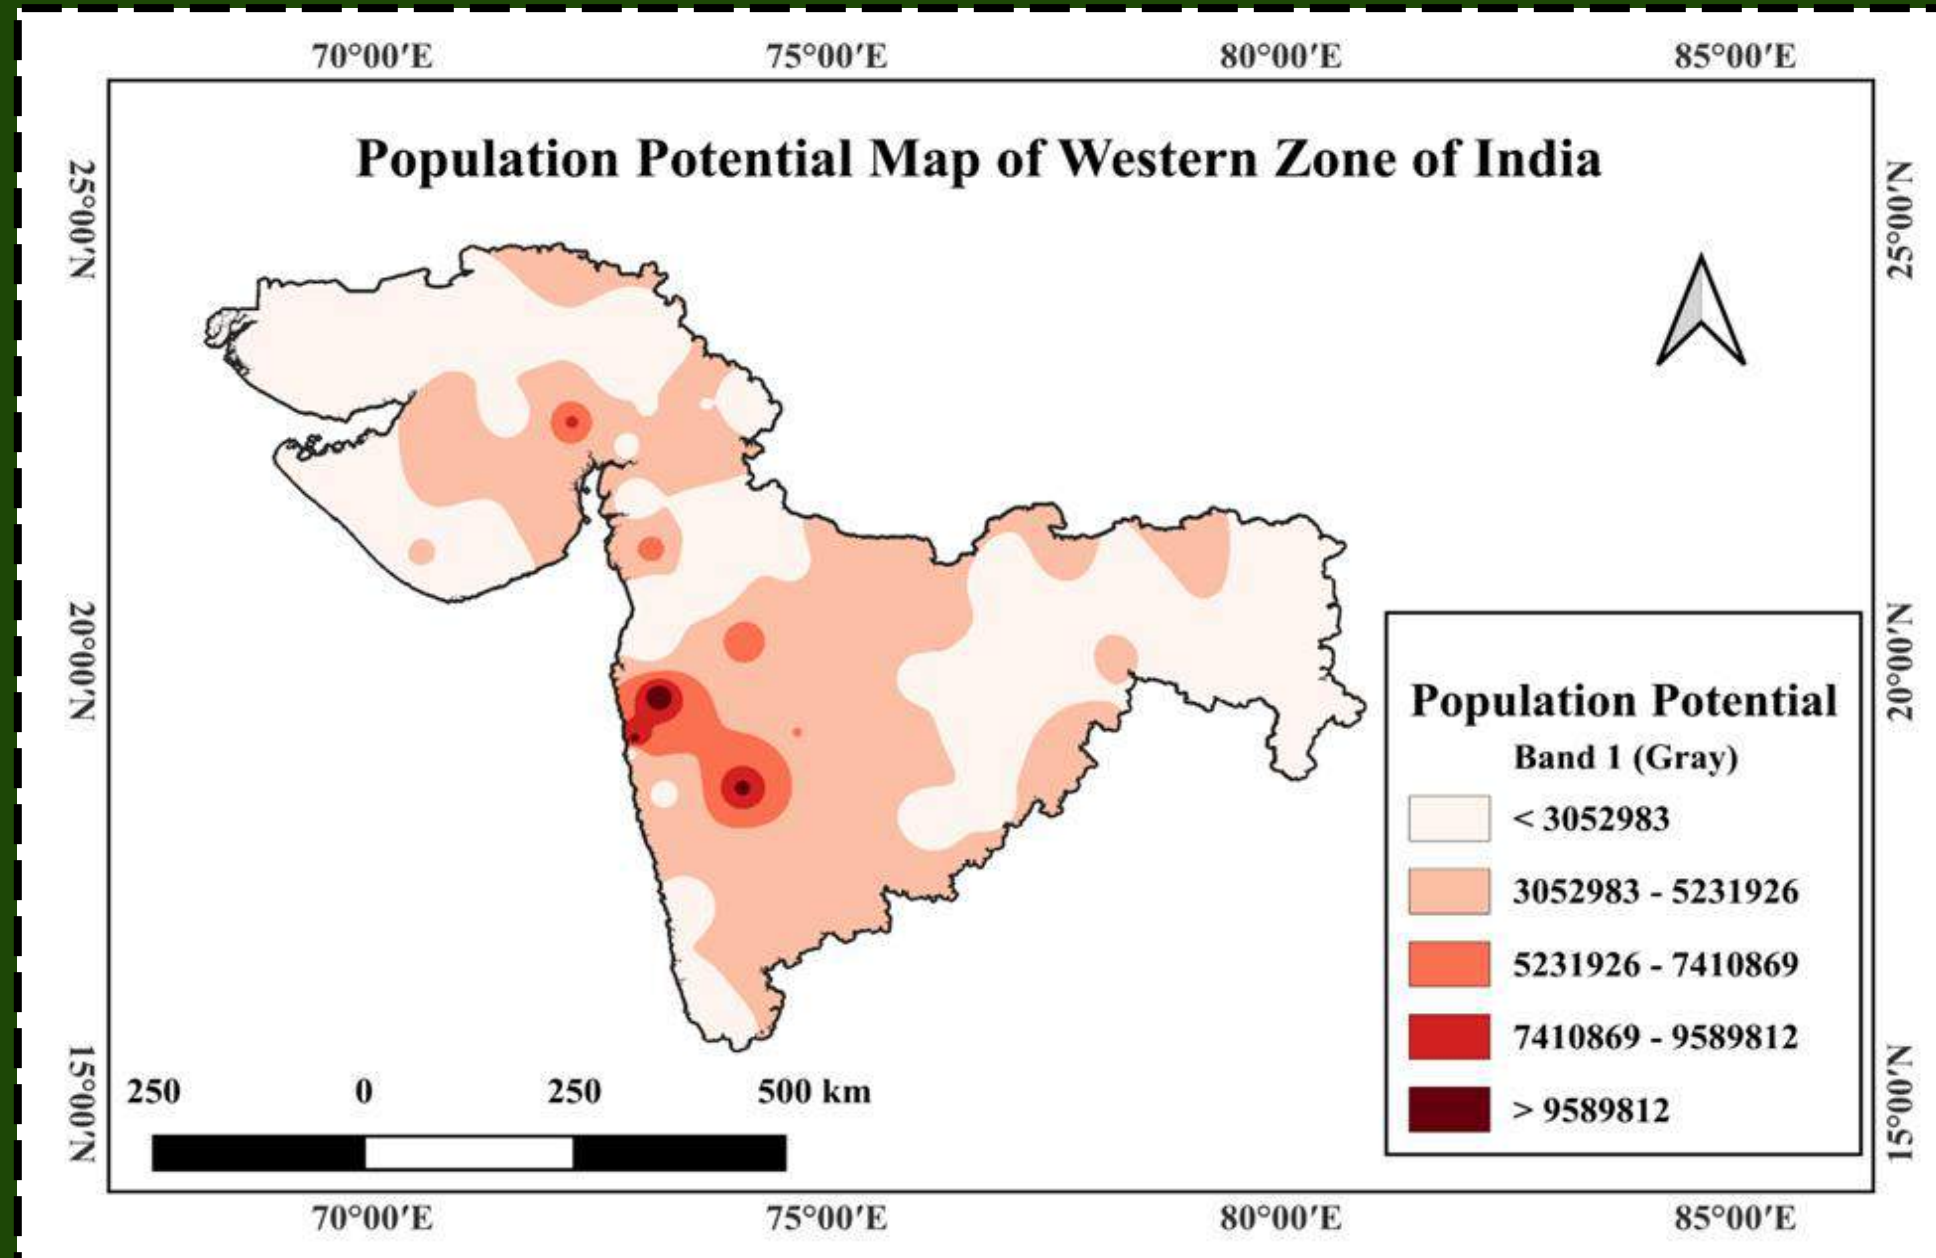 70°00′E 75°00′E 80°00′E 85°00′E
Population Potential Map of Western Zone of India
25°00′N
25°00′N
20°00′N
20°00′N
15°00′N
15°00′N
Population Potential
Band 1 (Gray)
< 3052983
3052983 - 5231926
5231926 - 7410869
7410869 - 9589812
> 9589812
250 0 250 500 km
70°00′E 75°00′E 80°00′E 85°00′E